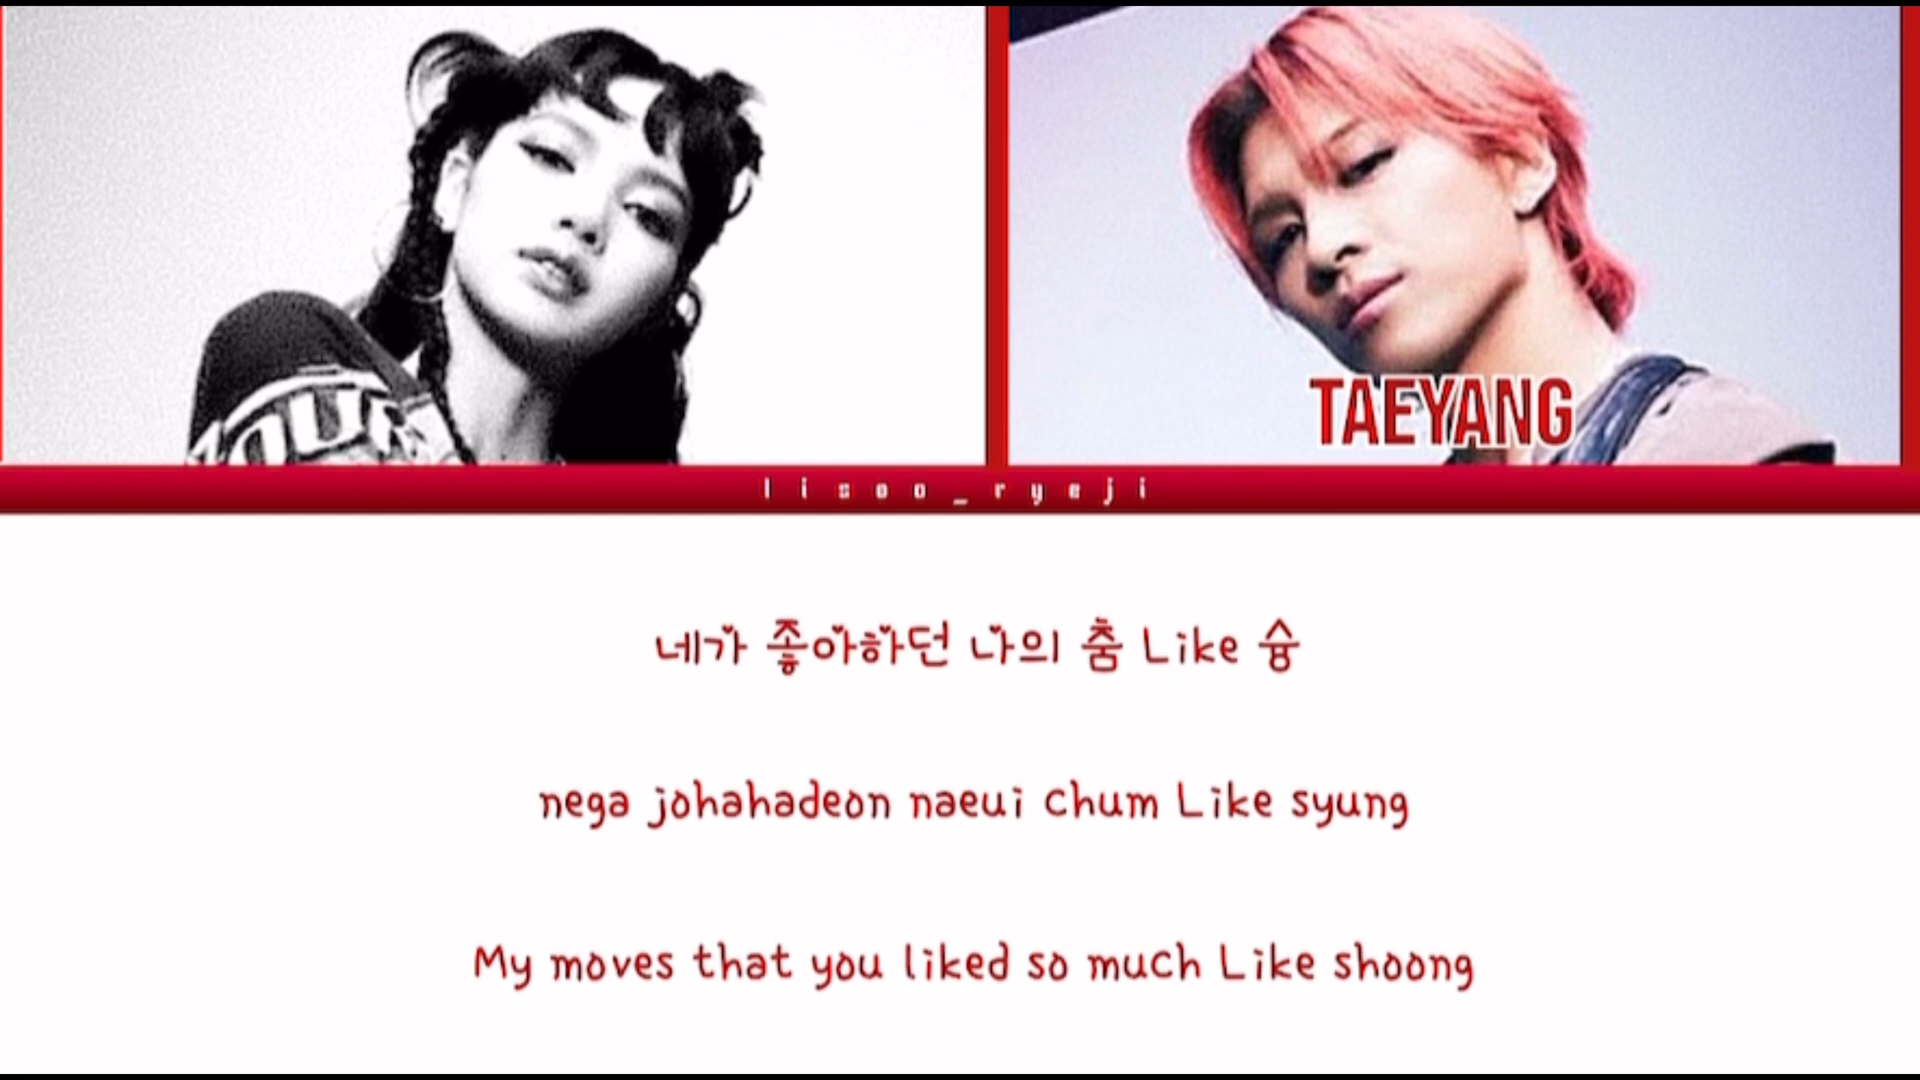 TAEYANG
lisoo_ryeji
네가 좋아하던 나의 춤 Like 슝
nega johahadeon naeui chum Like syung
My moves that you liked so much Like shoong